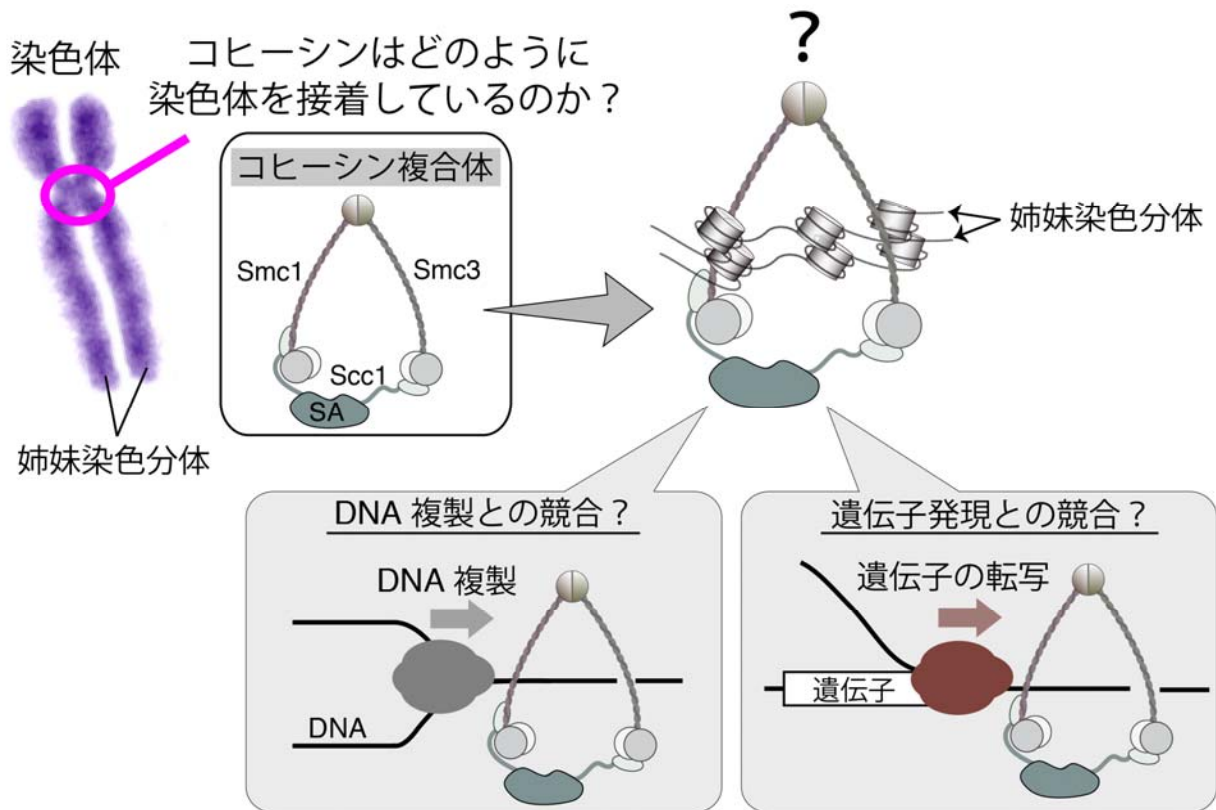 染色体
コヒーシンはどのように
染色体を接着しているのか？
?
コヒーシン複合体
Smc1
Smc3
Scc1
SA
姉妹染色分体
姉妹染色分体
DNA 複製との競合？
DNA 複製
DNA
遺伝子発現との競合？
遺伝子の転写
遺伝子